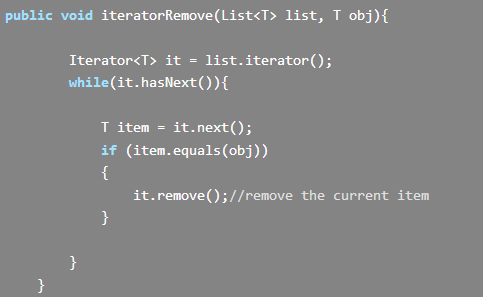 public void iteratorRemove(List<T> list, T obj){
Iterator<T> it = list.iterator();
while(it.hasNext()){
T item = it.next();
if (item.equals(obj))
{
it.remove();//remove the current item
}
}
}